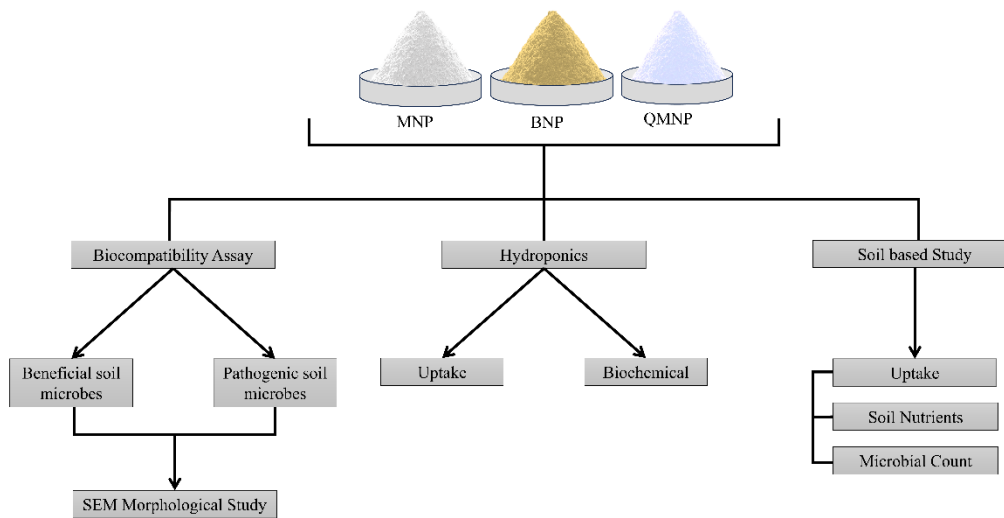 MNP
BNP
QMNP
Biocompatibility Assay
Hydroponics
Soil based Study
Beneficial soil
microbes
Pathogenic soil
microbes
Uptake
Biochemical
Uptake
Soil Nutrients
Microbial Count
SEM Morphological Study